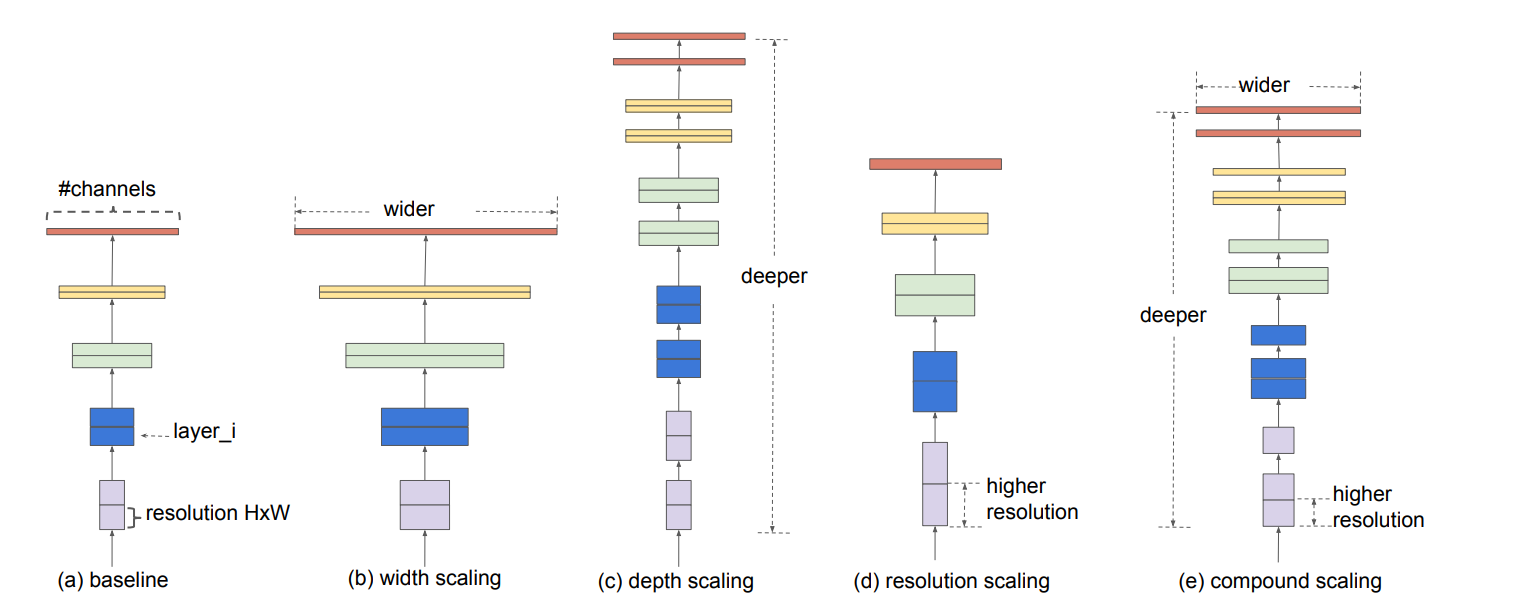 #channels
layer_i
resolution HxW
(a) baseline
wider
(b) width scaling
deeper
(c) depth scaling
higher
resolution
(d) resolution scaling
wider
deeper
higher
resolution
(e) compound scaling